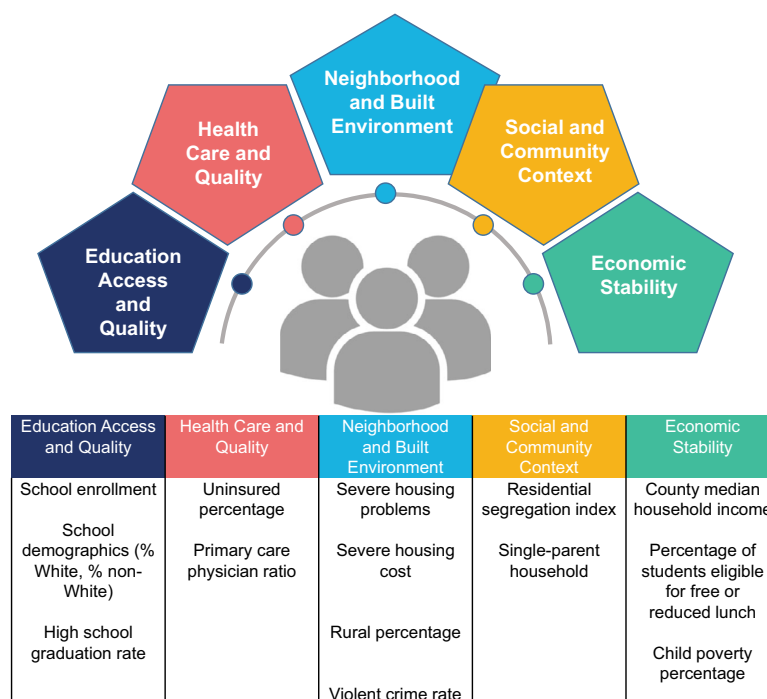 Neighborhood
and Built
Environment
Health
Care and
Quality
Social and
Community
Context
Education
Access
and
Quality
Economic
Stability
Education Access
and Quality
Health Care and
Quality
Neighborhood
and Built
Environment
Social and
Community
Context
Economic
Stability
School enrollment
School
demographics (%
White, % non-
White)
High school
graduation rate
Uninsured
percentage
Primary care
physician ratio
Severe housing
problems
Severe housing
cost
Rural percentage
Violent crime rate
Residential
segregation index
Single-parent
household
County median
household income
Percentage of
students eligible
for free or
reduced lunch
Child poverty
percentage